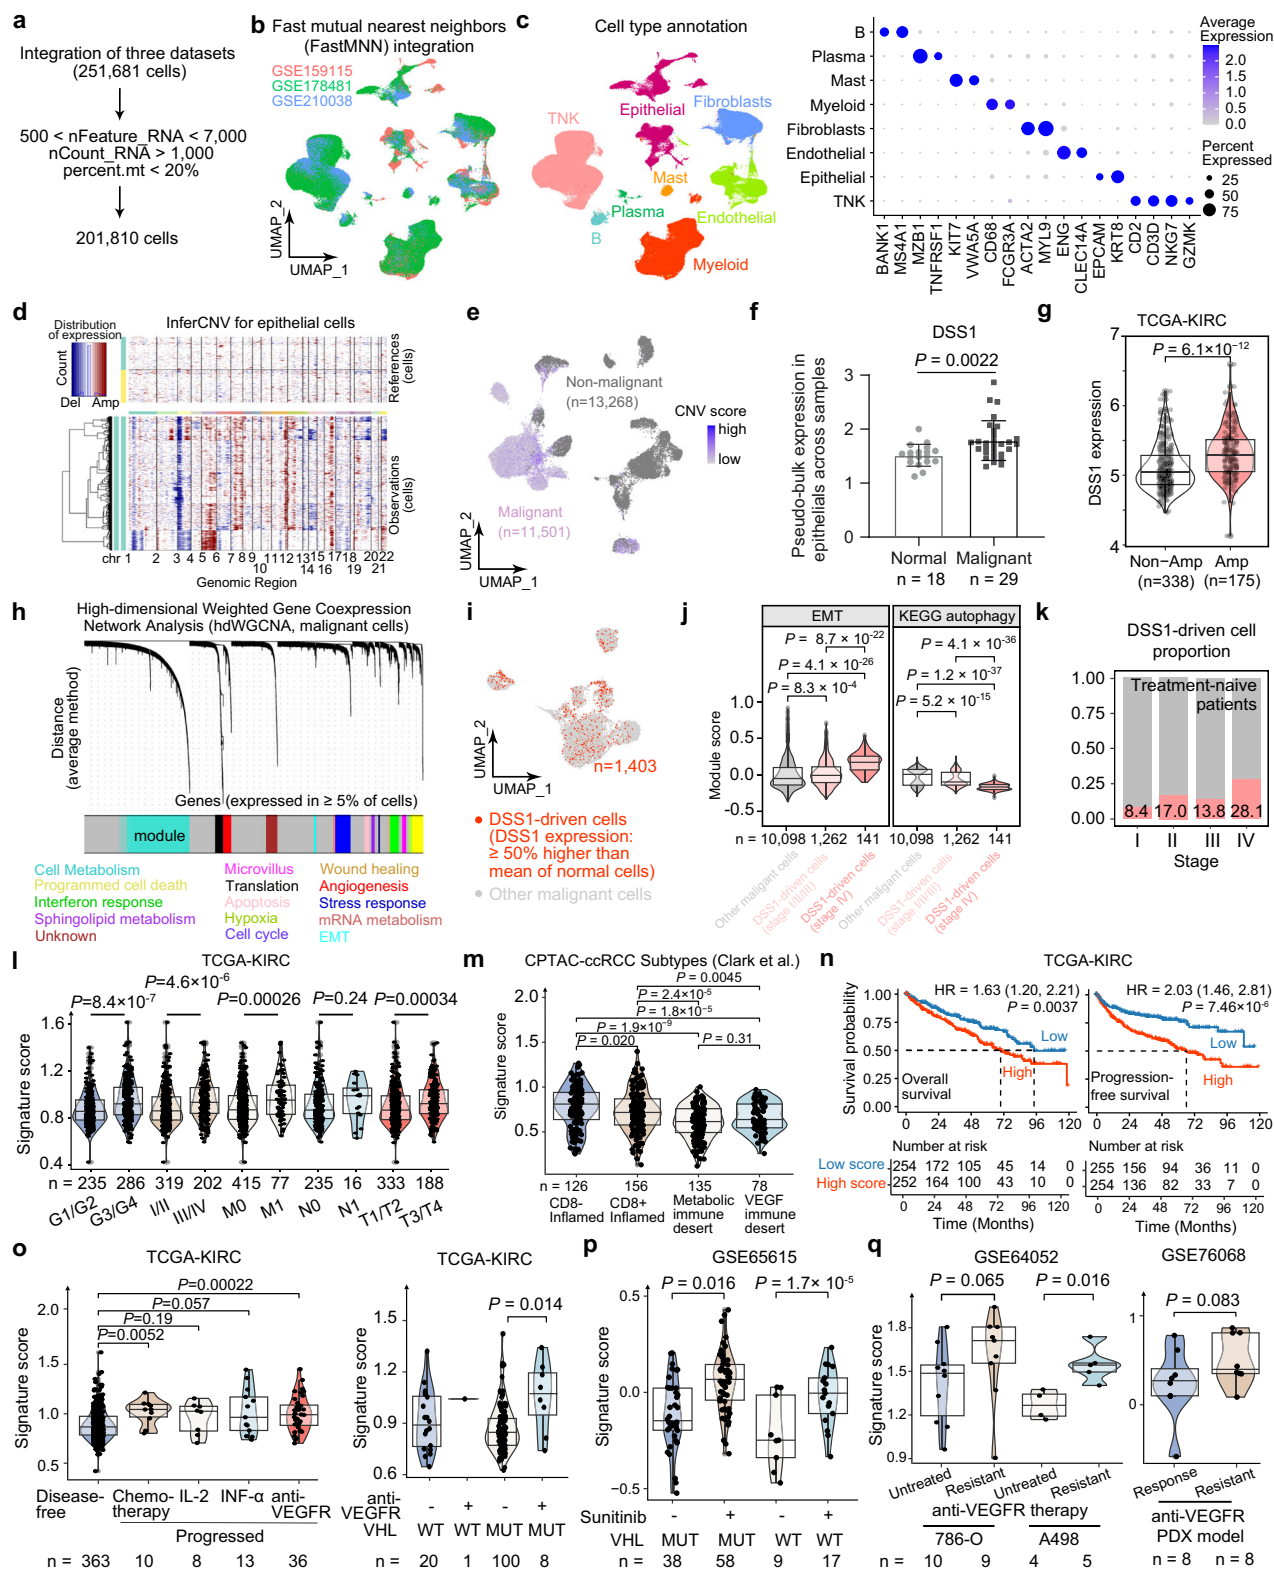 a
Integration of three datasets
(251,681 cells)
500 < nFeature_RNA < 7,000
nCount_RNA > 1,000
percent.mt < 20%
201,810 cells
b
Fast mutual nearest neighbors
(FastMNN) integration
GSE159115
GSE178481
GSE210038
UMAP_2
UMAP_1
c
Cell type annotation
TNK
Epithelial
Fibroblasts
Mast
Plasma
Endothelial
B
Myeloid
B
Plasma
Mast
Myeloid
Fibroblasts
Endothelial
Epithelial
TNK
BANK1
MS4A1
MZB1
TNFRSF1
KIT7
VWA5A
CD68
FCGR3A
ACTA2
MYL9
ENG
CLEC14A
EPCAM
KRT8
CD2
CD3D
NKG7
GZMK
Average
Expression
2.0
1.5
1.0
0.5
0.0
Percent
Expressed
25
50
75
d
Distribution
of expression
Count
Del Amp
InferCNV for epithelial cells
References
(cells)
Observations
(cells)
chr 1 2 3 4 5 6 7 8 9 10 11 12 13 14 15 16 17 18 19 20 21 22
Genomic Region
e
Non-malignant
(n=13,268)
CNV score
high
low
Malignant
(n=11,501)
UMAP_2
UMAP_1
f
DSS1
P = 0.0022
Pseudo-bulk expression in
epithelials across samples
3
2
1
0
Normal Malignant
n = 18 n = 29
g
TCGA-KIRC
P = 6.1×10−12
DSS1 expression
7
6
5
4
Non−Amp Amp
(n=338) (n=175)
h
High-dimensional Weighted Gene Coexpression
Network Analysis (hdWGCNA, malignant cells)
Distance
(average method)
Genes (expressed in ≥ 5% of cells)
module
Cell Metabolism Microvillus Wound healing
Programmed cell death Translation Angiogenesis
Interferon response Apoptosis Stress response
Sphingolipid metabolism Hypoxia mRNA metabolism
Unknown Cell cycle EMT
i
n=1,403
UMAP_2
UMAP_1
DSS1-driven cells
(DSS1 expression:
≥ 50% higher than
mean of normal cells)
Other malignant cells
j
EMT KEGG autophagy
P = 8.7 × 10-22
P = 4.1 × 10-26
P = 8.3 × 10-4
P = 4.1 × 10-36
P = 1.2 × 10-37
P = 5.2 × 10-15
Module score
1.0
0.5
0.0
-0.5
n = 10,098 1,262 141 10,098 1,262 141
Other malignant cells
DSS1-driven cells
(stage I/II/III)
DSS1-driven cells
(stage IV)
Other malignant cells
DSS1-driven cells
(stage I/II/III)
DSS1-driven cells
(stage IV)
k
DSS1-driven cell
proportion
Treatment-naive
patients
1.00
0.75
0.50
0.25
0.00
8.4 17.0 13.8 28.1
I II III IV
Stage
l
TCGA-KIRC
P=8.4×10-7
P=4.6×10-6
P=0.00026
P=0.24
P=0.00034
Signature score
1.6
1.2
0.8
0.4
n = 235 286 319 202 415 77 235 16 333 188
G1/G2 G3/G4 I/II III/IV M0 M1 N0 N1 T1/T2 T3/T4
m
CPTAC-ccRCC Subtypes (Clark et al.)
P = 0.0045
P = 2.4×10-5
P = 1.8×10-5
P = 1.9×10-9
P = 0.020
P = 0.31
Signature score
2.0
1.5
1.0
0.5
n = 126 156 135 78
CD8-
Inflamed
CD8+
Inflamed
Metabolic
immune
desert
VEGF
immune
desert
n
TCGA-KIRC
HR = 1.63 (1.20, 2.21)
P = 0.0037
Low
High
Overall
survival
Survival probability
1.00
0.75
0.50
0.25
0.00
0 24 48 72 96 120
HR = 2.03 (1.46, 2.81)
P = 7.46×10-6
Low
High
Progression-
free survival
0 24 48 72 96 120
Number at risk Number at risk
Low score 254 172 105 45 14 0 255 156 94 36 11 0
High score 252 164 100 43 10 0 254 136 82 33 7 0
0 24 48 72 96 120 0 24 48 72 96 120
Time (Months) Time (Months)
o
TCGA-KIRC
P=0.00022
P=0.057
P=0.19
P=0.0052
Signature score
2.0
1.5
1.0
0.5
Disease-
free
Chemo-
therapy
IL-2
INF-α
anti-
VEGFR
Progressed
n = 363 10 8 13 36
TCGA-KIRC
P = 0.014
Signature score
1.5
1.2
0.9
0.6
anti-
VEGFR - + - +
VHL WT WT MUT MUT
20 1 100 8
p
GSE65615
P = 0.016
P = 1.7× 10-5
Signature score
0.5
0.0
−0.5
Sunitinib - + - +
VHL MUT MUT WT WT
n = 38 58 9 17
q
GSE64052
P = 0.065
P = 0.016
Signature score
1.8
1.5
1.2
0.9
Untreated Resistant Untreated Resistant
anti-VEGFR therapy
786-O A498
n = 10 9 4 5
GSE76068
P = 0.083
Signature score
1
0
Response Resistant
anti-VEGFR
PDX model
n = 8 n = 8